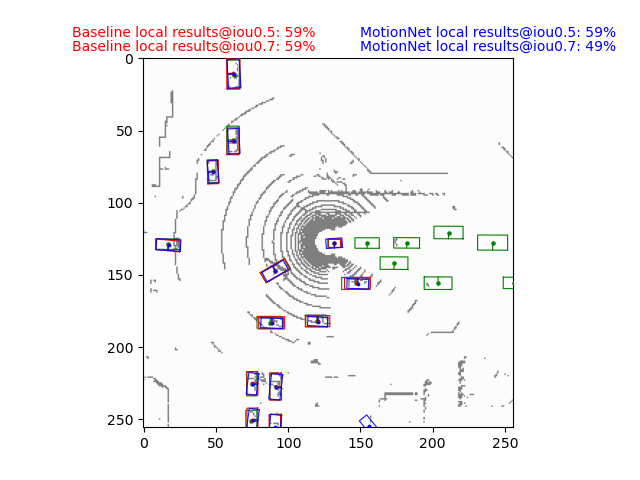 Baseline local results@iou0.5: 59% MotionNet local results@iou0.5: 59%
Baseline local results@iou0.7: 59% MotionNet local results@iou0.7: 49%
0
50
100
150
200
250
0 50 100 150 200 250